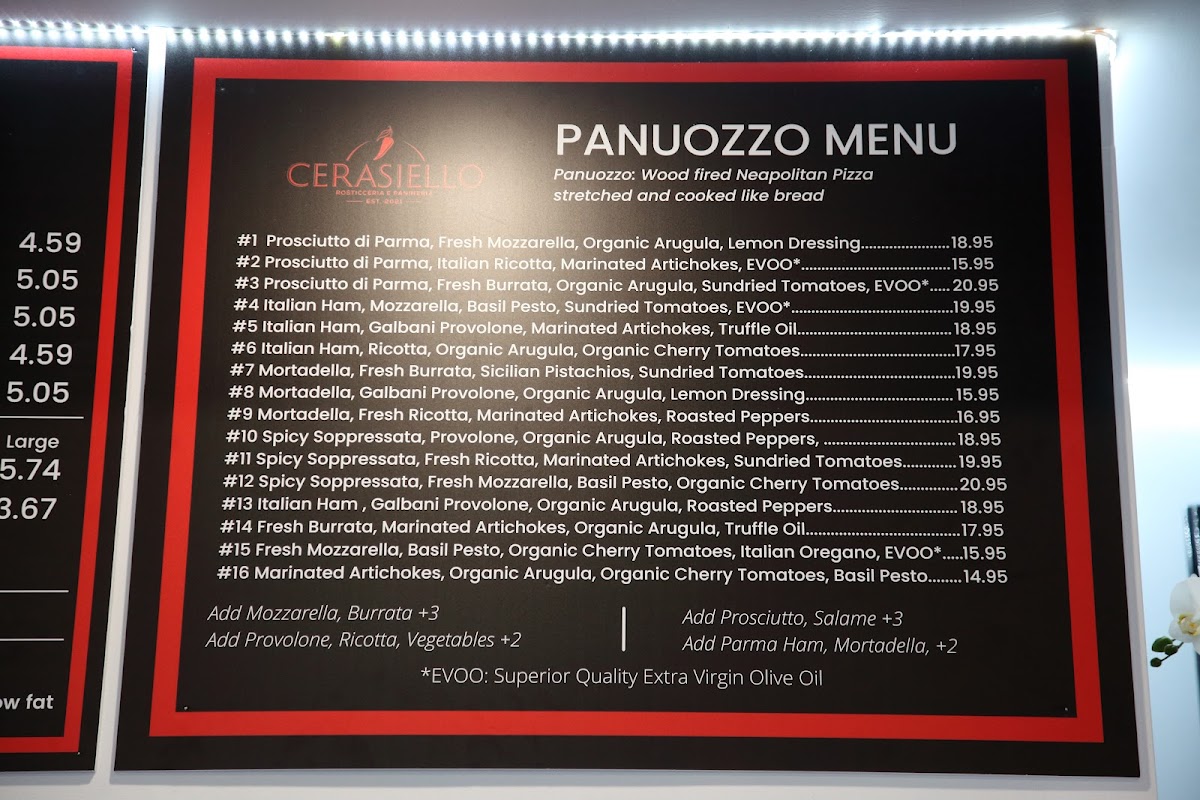 4.59
5.05
5.05
4.59
5.05
Large
5.74
3.67
ow fat
CERASIELLO
POSTICCERIA E PANINERIA
EST. 2021
PANUOZZO MENU
Panuozzo: Wood fired Neapolitan Pizza
stretched and cooked like bread
#1 Prosciutto di Parma, Fresh Mozzarella, Organic Arugula, Lemon Dressing......................18.95
#2 Prosciutto di Parma, Italian Ricotta, Marinated Artichokes, EVOO*......................................15.95
#3 Prosciutto di Parma, Fresh Burrata, Organic Arugula, Sundried Tomatoes, EVOO*.....20.95
#4 Italian Ham, Mozzarella, Basil Pesto, Sundried Tomatoes, EVOO*........................................19.95
#5 Italian Ham, Galbani Provolone, Marinated Artichokes, Truffle Oil.......................................18.95
#6 Italian Ham, Ricotta, Organic Arugula, Organic Cherry Tomatoes.......................................17.95
#7 Mortadella, Fresh Burrata, Sicilian Pistachios, Sundried Tomatoes......................................19.95
#8 Mortadella, Galbani Provolone, Organic Arugula, Lemon Dressing.....................................15.95
#9 Mortadella, Fresh Ricotta, Marinated Artichokes, Roasted Peppers....................................16.95
#10 Spicy Soppressata, Provolone, Organic Arugula, Roasted Peppers, .................................18.95
#11 Spicy Soppressata, Fresh Ricotta, Marinated Artichokes, Sundried Tomatoes..............19.95
#12 Spicy Soppressata, Fresh Mozzarella, Basil Pesto, Organic Cherry Tomatoes..............20.95
#13 Italian Ham , Galbani Provolone, Organic Arugula, Roasted Peppers...............................18.95
#14 Fresh Burrata, Marinated Artichokes, Organic Arugula, Truffle Oil......................................17.95
#15 Fresh Mozzarella, Basil Pesto, Organic Cherry Tomatoes, Italian Oregano, EVOO*.....15.95
#16 Marinated Artichokes, Organic Arugula, Organic Cherry Tomatoes, Basil Pesto........14.95
Add Mozzarella, Burrata +3
Add Provolone, Ricotta, Vegetables +2
Add Prosciutto, Salame +3
Add Parma Ham, Mortadella, +2
*EVOO: Superior Quality Extra Virgin Olive Oil